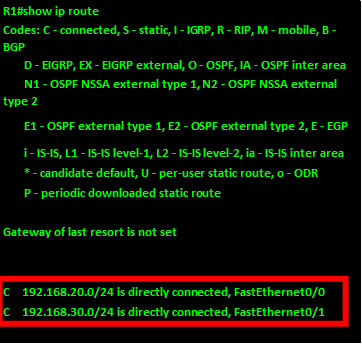 R1#show ip route
Codes: C - connected, S - static, I - IGRP, R - RIP, M - mobile, B -
BGP
D - EIGRP, EX - EIGRP external, O - OSPF, IA - OSPF inter area
N1 - OSPF NSSA external type 1, N2 - OSPF NSSA external
type 2
E1 - OSPF external type 1, E2 - OSPF external type 2, E - EGP
i - IS-IS, L1 - IS-IS level-1, L2 - IS-IS level-2, ia - IS-IS inter area
* - candidate default, U - per-user static route, o - ODR
P - periodic downloaded static route
Gateway of last resort is not set
C 192.168.20.0/24 is directly connected, FastEthernet0/0
C 192.168.30.0/24 is directly connected, FastEthernet0/1